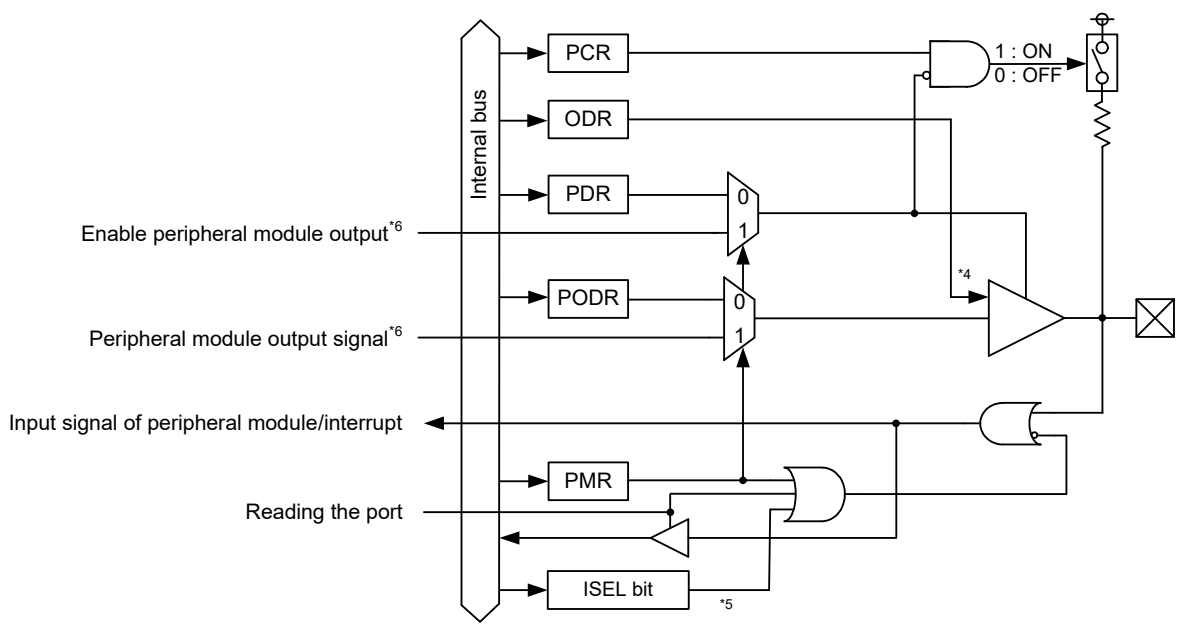 PCR
1 : ON
0 : OFF
ODR
Internal bus
PDR
0
Enable peripheral module output*6
1
*4
PODR
0
Peripheral module output signal*6
1
Input signal of peripheral module/interrupt
PMR
Reading the port
ISEL bit
*5